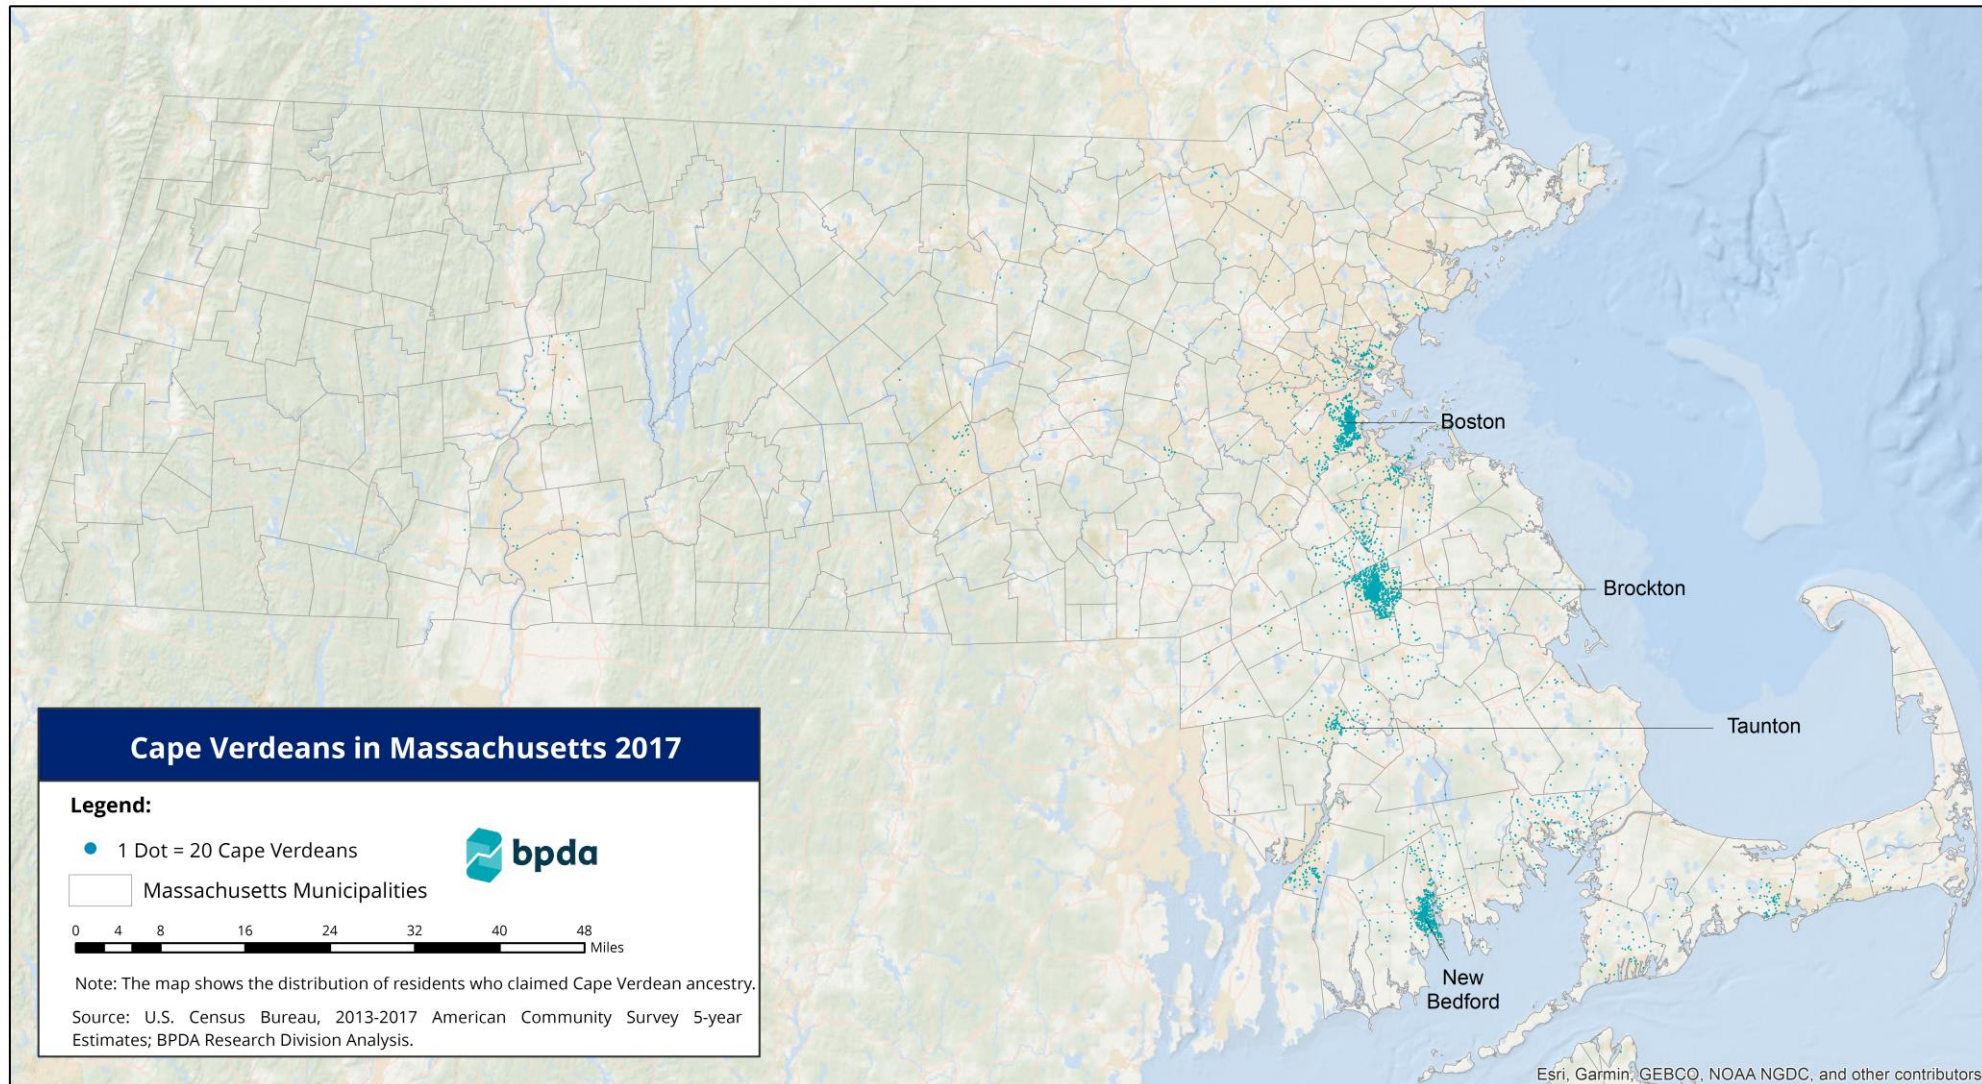 Boston
Brockton
Taunton
New
Bedford
Cape Verdeans in Massachusetts 2017
Legend:
1 Dot = 20 Cape Verdeans
bpda
Massachusetts Municipalities
0 4 8 16 24 32 40 48
Miles
Note: The map shows the distribution of residents who claimed Cape Verdean ancestry.
Source: U.S. Census Bureau, 2013-2017 American Community Survey 5-year
Estimates; BPDA Research Division Analysis.
Esri, Garmin, GEBCO, NOAA NGDC, and other contributors